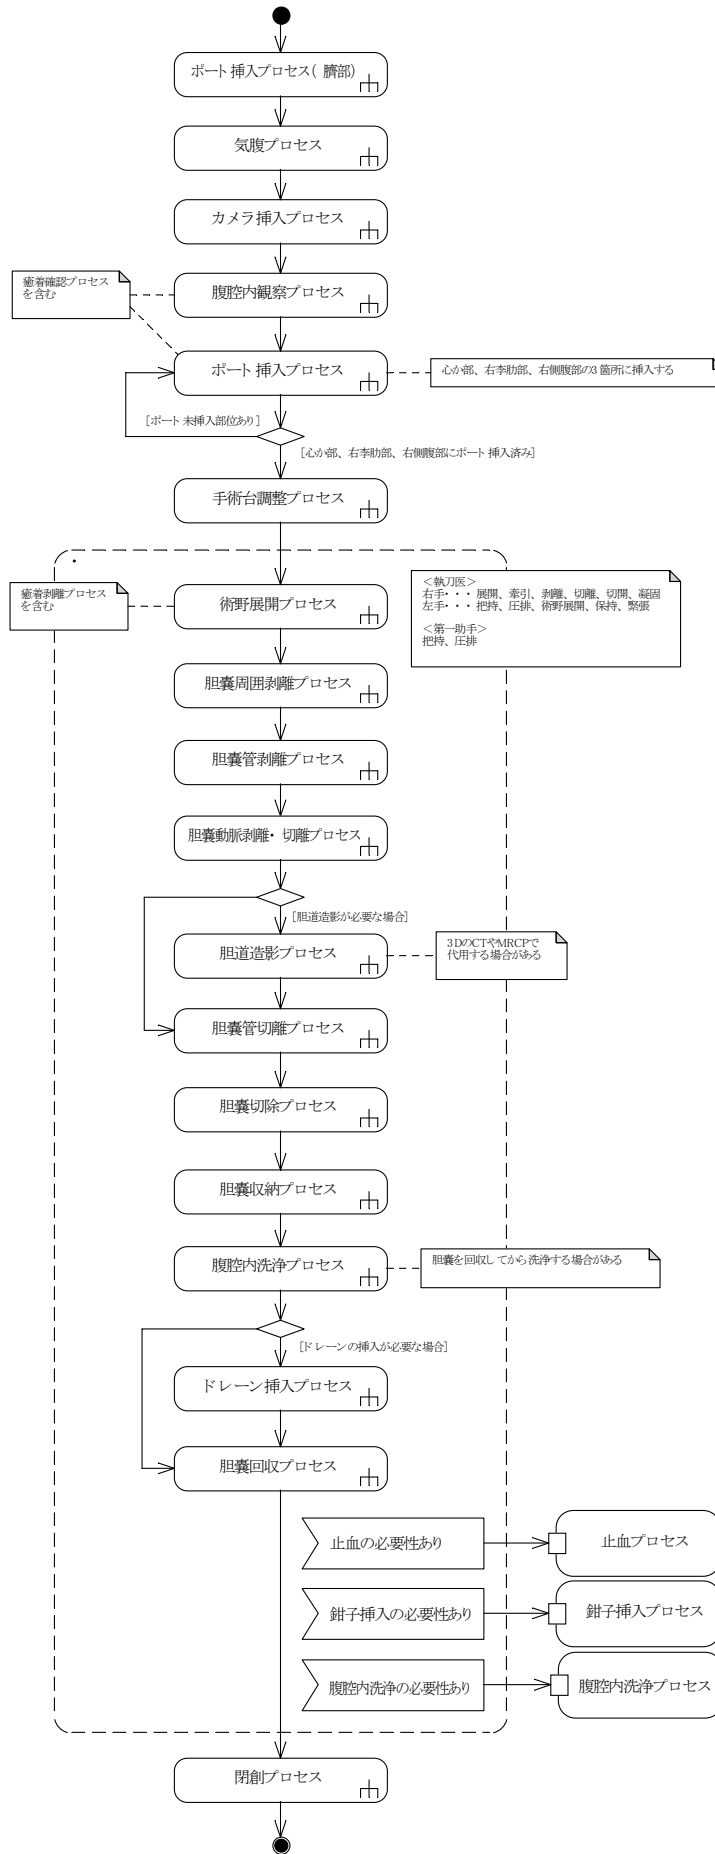 ポート 挿入プロセス( 臍部)
気腹プロセス
カメラ挿入プロセス
癒着確認プロセス
を含む
腹腔内観察プロセス
ポート 挿入プロセス
心か部、右季肋部、右側腹部の3 箇所に挿入する
[ポート 未挿入部位あり]
[心か部、右季肋部、右側腹部にポート 挿入済み]
手術台調整プロセス
癒着剥離プロセス
を含む
術野展開プロセス
＜執刀医＞
右手・・・ 展開、牽引、剥離、切離、切開、凝固
左手・・・ 把持、圧排、術野展開、保持、緊張
＜第一助手＞
把持、圧排
胆嚢周囲剥離プロセス
胆嚢管剥離プロセス
胆嚢動脈剥離・ 切離プロセス
[胆道造影が必要な場合]
胆道造影プロセス
3DのCTやMRCPで
代用する場合がある
胆嚢管切離プロセス
胆嚢切除プロセス
胆嚢収納プロセス
腹腔内洗浄プロセス
胆嚢を回収してから洗浄する場合がある
[ドレーンの挿入が必要な場合]
ドレーン挿入プロセス
胆嚢回収プロセス
止血の必要性あり
止血プロセス
鉗子挿入の必要性あり
鉗子挿入プロセス
腹腔内洗浄の必要性あり
腹腔内洗浄プロセス
閉創プロセス